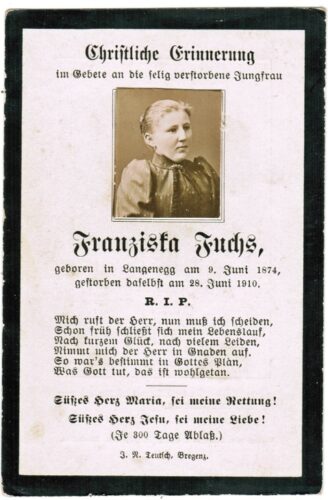 Christliche Erinnerung
im Gebete an die selig verstorbene Jungfrau
Franziska Fuchs,
geboren in Langenegg am 9. Juni 1874,
gestorben daselbst am 28. Juni 1910.
R. I. P.
Mich ruft der Herr, nun muß ich scheiden,
Schon früh schließt sich mein Lebenslauf,
Nach kurzem Glück, nach vielem Leiden,
Nimmt mich der Herr in Gnaden auf.
So war's bestimmt in Gottes Plän,
Was Gott tut, das ist wohlgetan.
Süßes Herz Maria, sei meine Rettung!
Süßes Herz Jesu, sei meine Liebe!
(Je 300 Tage Ablaß.)
J. N. Teutsch, Bregenz.